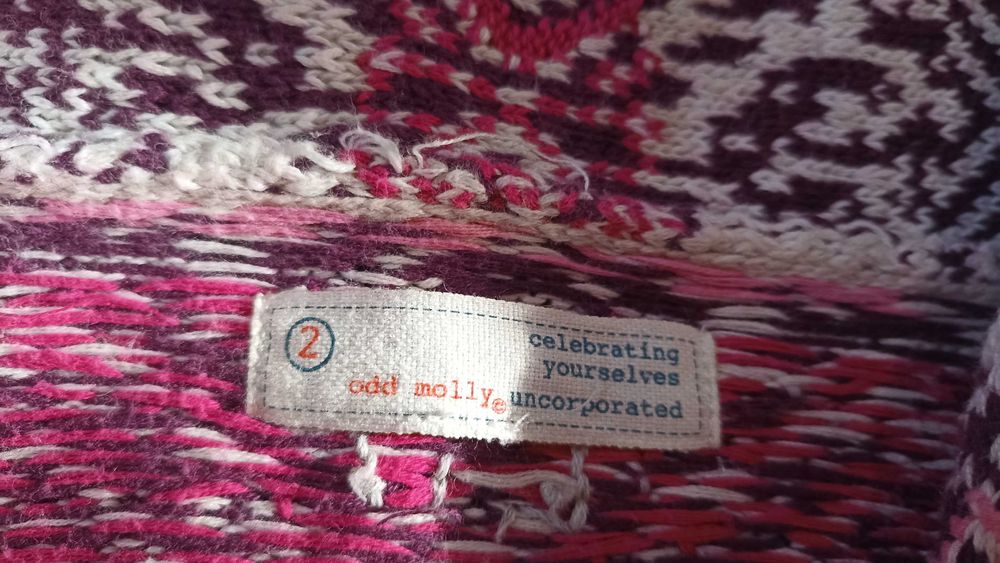 2
odd molly©
celebrating
yourselves
uncorporated